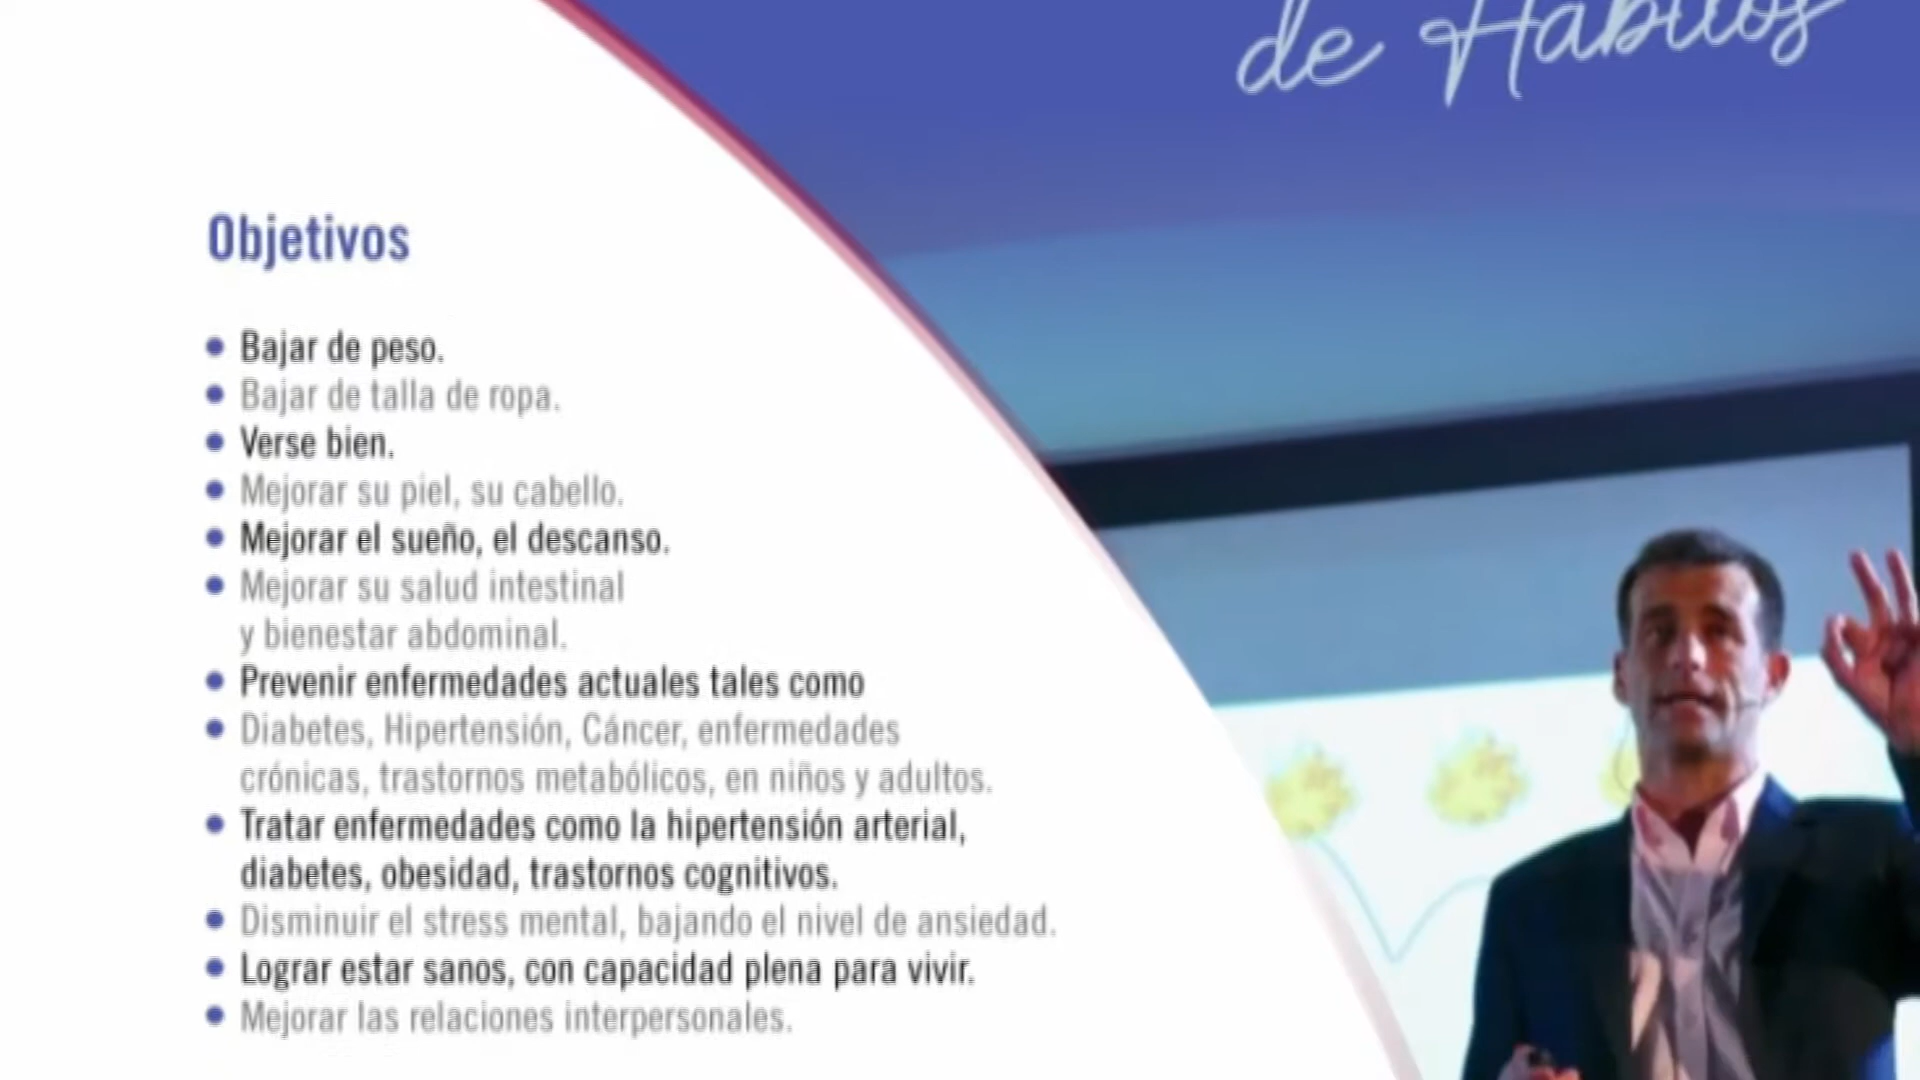 de Hábitos
Objetivos
Bajar de peso.
Bajar de talla de ropa.
Verse bien.
Mejorar su piel, su cabello.
Mejorar el sueño, el descanso.
Mejorar su salud intestinal
y bienestar abdominal.
Prevenir enfermedades actuales tales como
Diabetes, Hipertensión, Cáncer, enfermedades
crónicas, trastornos metabólicos, en niños y adultos.
Tratar enfermedades como la hipertensión arterial,
diabetes, obesidad, trastornos cognitivos.
Disminuir el stress mental, bajando el nivel de ansiedad.
Lograr estar sanos, con capacidad plena para vivir.
Mejorar las relaciones interpersonales.